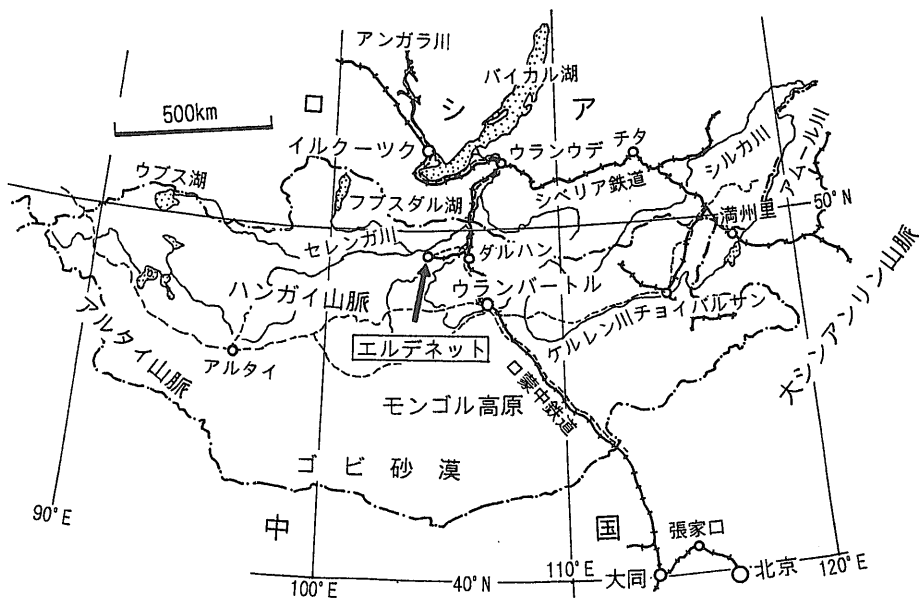 アンガラ川
バイカル湖
ロシア
500km
イルクーツク
ウランウデ
チタ
シルカ川
アムール川
ウブス湖
フブスダル湖
シベリア鉄道
満州里
50°N
セレンガ川
ダルハン
ハンガイ山脈
ウランバートル
ケルレン川
チョイバルサン
大シンアンリン山脈
アルタイ山脈
アルタイ
エルデネット
ロ蒙中鉄道
モンゴル高原
ゴビ砂漠
90°E
中国
張家口
100°E
40°N
110°E
大同
北京
120°E